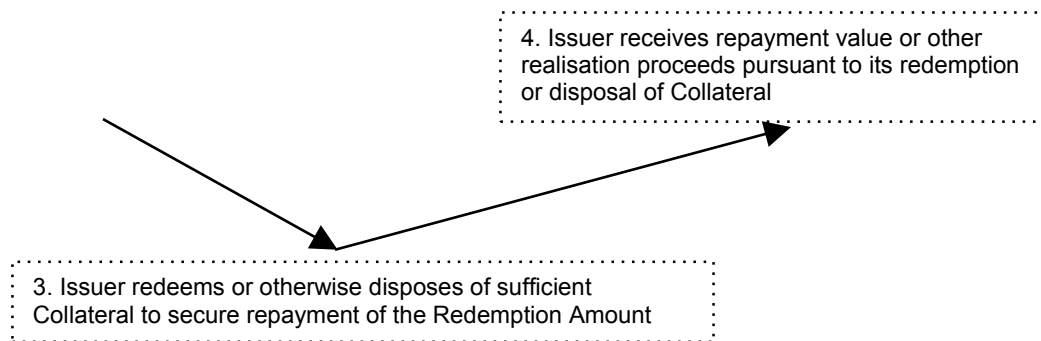 4. Issuer receives repayment value or other
realisation proceeds pursuant to its redemption
or disposal of Collateral
3. Issuer redeems or otherwise disposes of sufficient
Collateral to secure repayment of the Redemption Amount